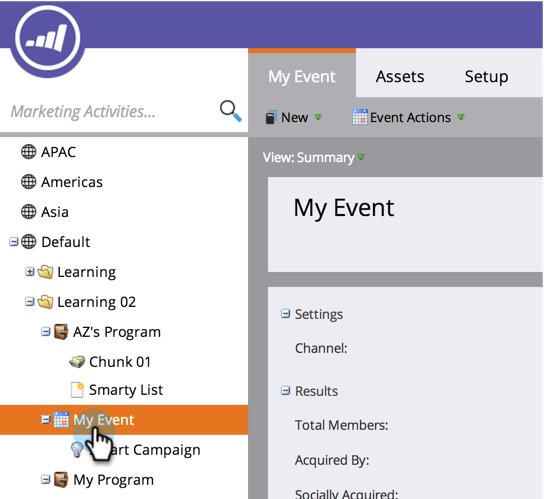 My Event
Assets
Setup
Marketing Activities...
New
Event Actions
View: Summary
APAC
Americas
Asia
Default
Learning
Learning 02
AZ's Program
Chunk 01
Smarty List
My Event
art Campaign
My Program
My Event
Settings
Channel:
Results
Total Members:
Acquired By:
Socially Acquired: